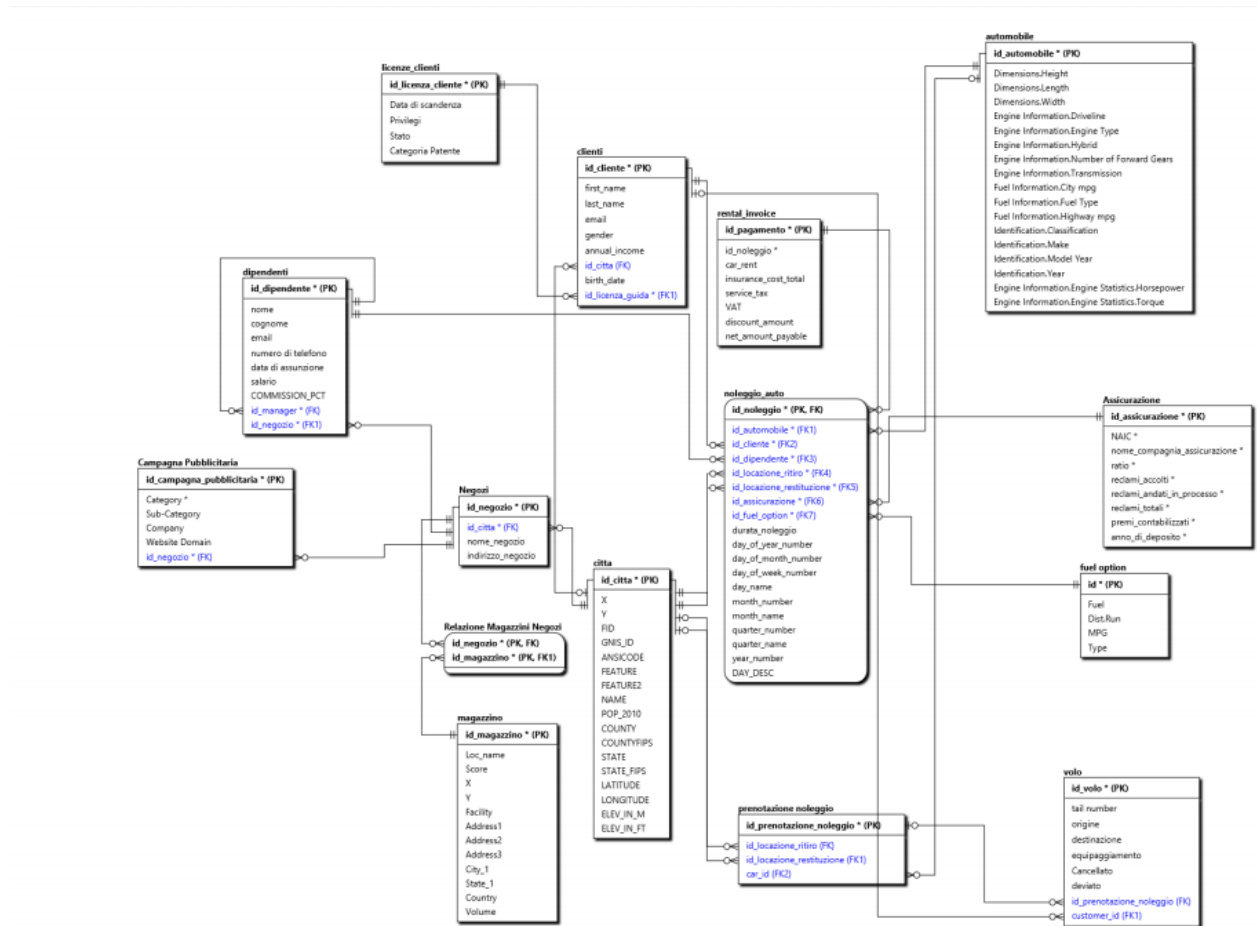 automobile
id_automobile * (PK)
Dimensions.Height
Dimensions.Length
Dimensions.Width
Engine Information.Driveline
Engine Information.Engine Type
Engine Information.Hybrid
Engine Information.Number of Forward Gears
Engine Information.Transmission
Fuel Information.City mpg
Fuel Information.Fuel Type
Fuel Information.Highway mpg
Identification.Classification
Identification.Make
Identification.Model Year
Identification.Year
Engine Information.Engine Statistics.Horsepower
Engine Information.Engine Statistics.Torque
licenze_clienti
id_licenza_cliente * (PK)
Data di scandenza
Privilegi
Stato
Categoria Patente
clienti
id_cliente * (PK)
first_name
last_name
email
gender
annual_income
id_citta (FK)
birth_date
id_licenza_guida * (FK1)
rental_invoice
id_pagamento * (PK)
id_noleggio *
car_rent
insurance_cost_total
service_tax
VAT
discount_amount
net_amount_payable
dipendenti
id_dipendente * (PK)
nome
cognome
email
numero di telefono
data di assunzione
salario
COMMISSION_PCT
id_manager * (FK)
id_negozio * (FK1)
noleggio_auto
id_noleggio * (PK, FK)
id_automobile * (FK1)
id_cliente * (FK2)
id_dipendente * (FK3)
id_locazione_ritiro * (FK4)
id_locazione_restituzione * (FK5)
id_assicurazione * (FK6)
id_fuel_option * (FK7)
durata_noleggio
day_of_year_number
day_of_month_number
day_of_week_number
day_name
month_number
month_name
quarter_number
quarter_name
year_number
DAY_DESC
Assicurazione
id_assicurazione * (PK)
NAIC *
nome_compagnia_assicurazione *
ratio *
reclami_accolti *
reclami_andati_in_processo *
reclami_totali *
premi_contabilizzati *
anno_di_deposito *
Campagna Pubblicitaria
id_campagna_pubblicitaria * (PK)
Category *
Sub-Category
Company
Website Domain
id_negozio * (FK)
Negozi
id_negozio * (PK)
id_citta * (FK)
nome_negozio
indirizzo_negozio
citta
id_citta * (PK)
X
Y
FID
GNIS_ID
ANSICODE
FEATURE
FEATURE2
NAME
POP_2010
COUNTY
COUNTYFIPS
STATE
STATE_FIPS
LATITUDE
LONGITUDE
ELEV_IN_M
ELEV_IN_FT
fuel option
id * (PK)
Fuel
Dist.Run
MPG
Type
Relazione Magazzini Negozi
id_negozio * (PK, FK)
id_magazzino * (PK, FK1)
magazzino
id_magazzino * (PK)
Loc_name
Score
X
Y
Facility
Address1
Address2
Address3
City_1
State_1
Country
Volume
prenotazione noleggio
id_prenotazione_noleggio * (PK)
id_locazione_ritiro (FK)
id_locazione_restituzione (FK1)
car_id (FK2)
volo
id_volo * (PK)
tail number
origine
destinazione
equipaggiamento
Cancellato
deviato
id_prenotazione_noleggio (FK)
customer_id (FK1)